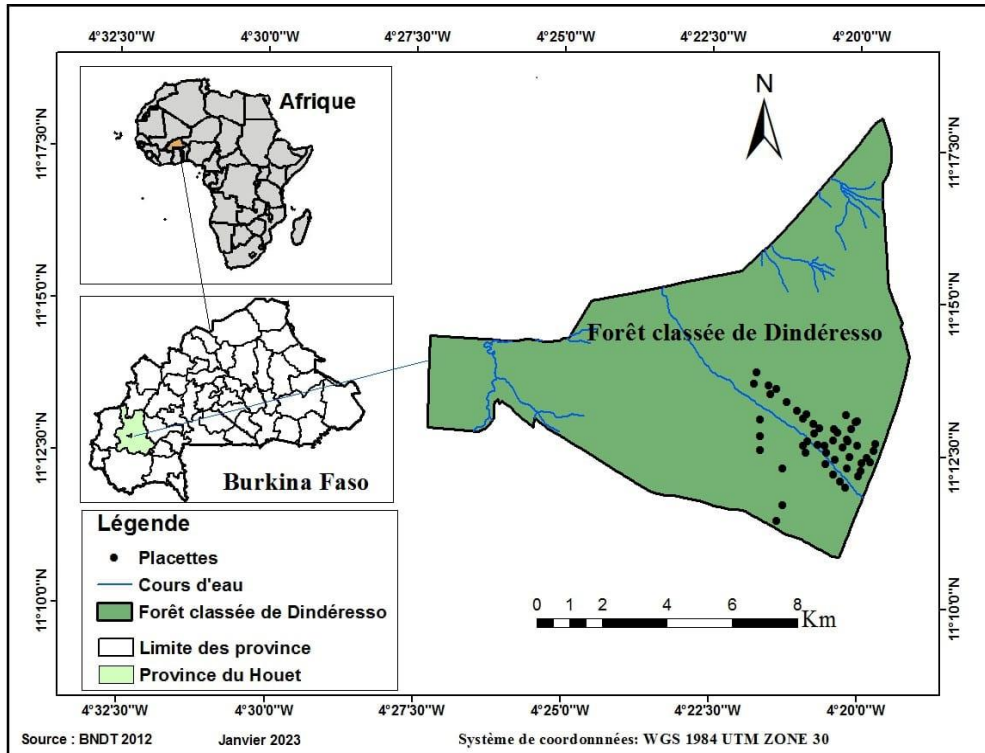 4°32'30"W 4°30'0"W 4°27'30"W 4°25'0"W 4°22'30"W 4°20'0"W
Afrique
N
11°17'30"N 11°17'30"N
11°15'0"N 11°15'0"N
Forêt classée de Dindéresso
11°12'30"N 11°12'30"N
Burkina Faso
Légende
Placettes
Cours d'eau
Forêt classée de Dindéresso
Limite des province
Province du Houet
11°10'0"N 11°10'0"N
0 1 2 4 6 8
Km
4°32'30"W 4°30'0"W 4°27'30"W 4°25'0"W 4°22'30"W 4°20'0"W
Source : BNDT 2012 Janvier 2023 Système de coordonnnées: WGS 1984 UTM ZONE 30